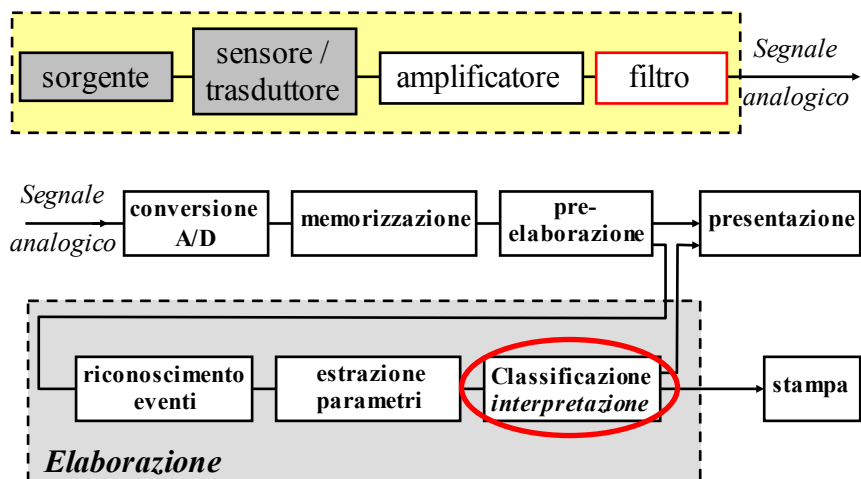 sorgente
sensore /
trasduttore
amplificatore
filtro
Segnale
analogico
Segnale
analogico
conversione
A/D
memorizzazione
pre-
elaborazione
presentazione
riconoscimento
eventi
estrazione
parametri
Classificazione
interpretazione
stampa
Elaborazione